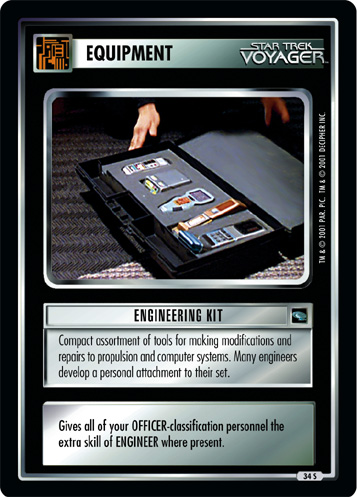 EQUIPMENT
STAR TREK
VOYAGER™
TM & © 2001 PAR. PIC. TM & © 2001 DECIPHER INC.
ENGINEERING KIT
Compact assortment of tools for making modifications and
repairs to propulsion and computer systems. Many engineers
develop a personal attachment to their set.
Gives all of your OFFICER-classification personnel the
extra skill of ENGINEER where present.
34 S